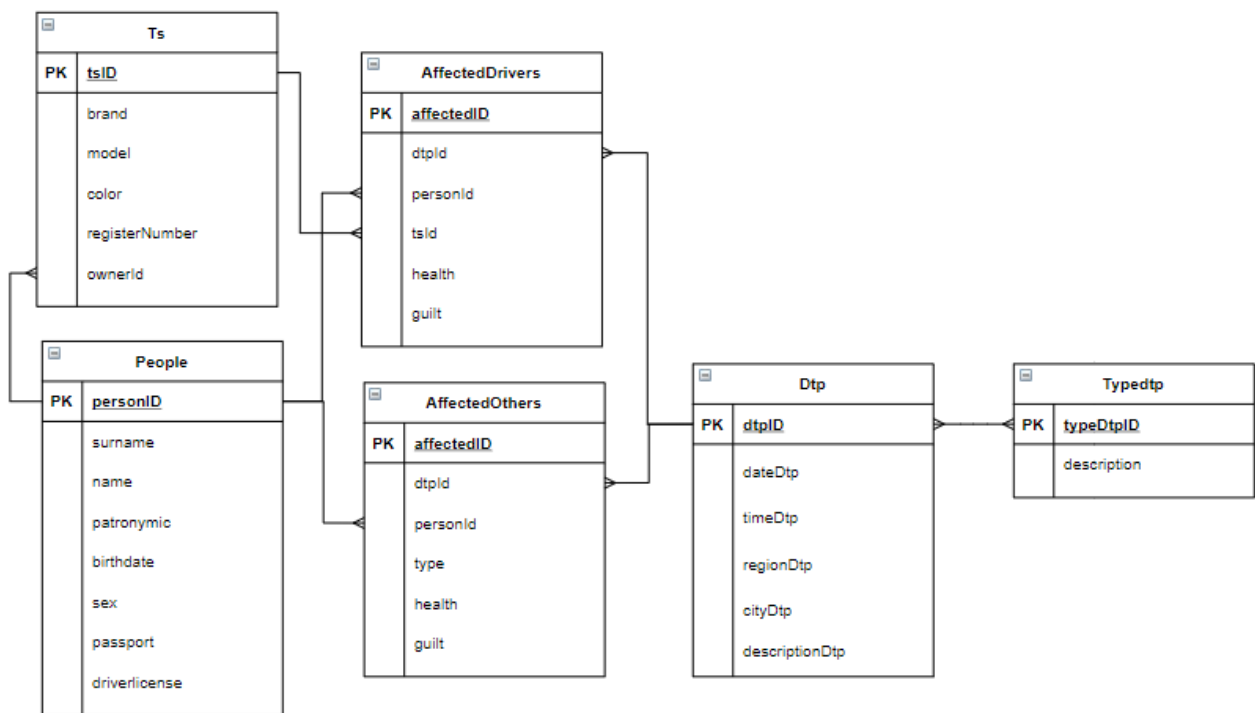 Ts
PK tsID
brand
model
color
registerNumber
ownerId
People
PK personID
surname
name
patronymic
birthdate
sex
passport
driverlicense
AffectedDrivers
PK affectedID
dtpId
personId
tsId
health
guilt
AffectedOthers
PK affectedID
dtpId
personId
type
health
guilt
Dtp
PK dtpID
dateDtp
timeDtp
regionDtp
cityDtp
descriptionDtp
Typedtp
PK typeDtpID
description